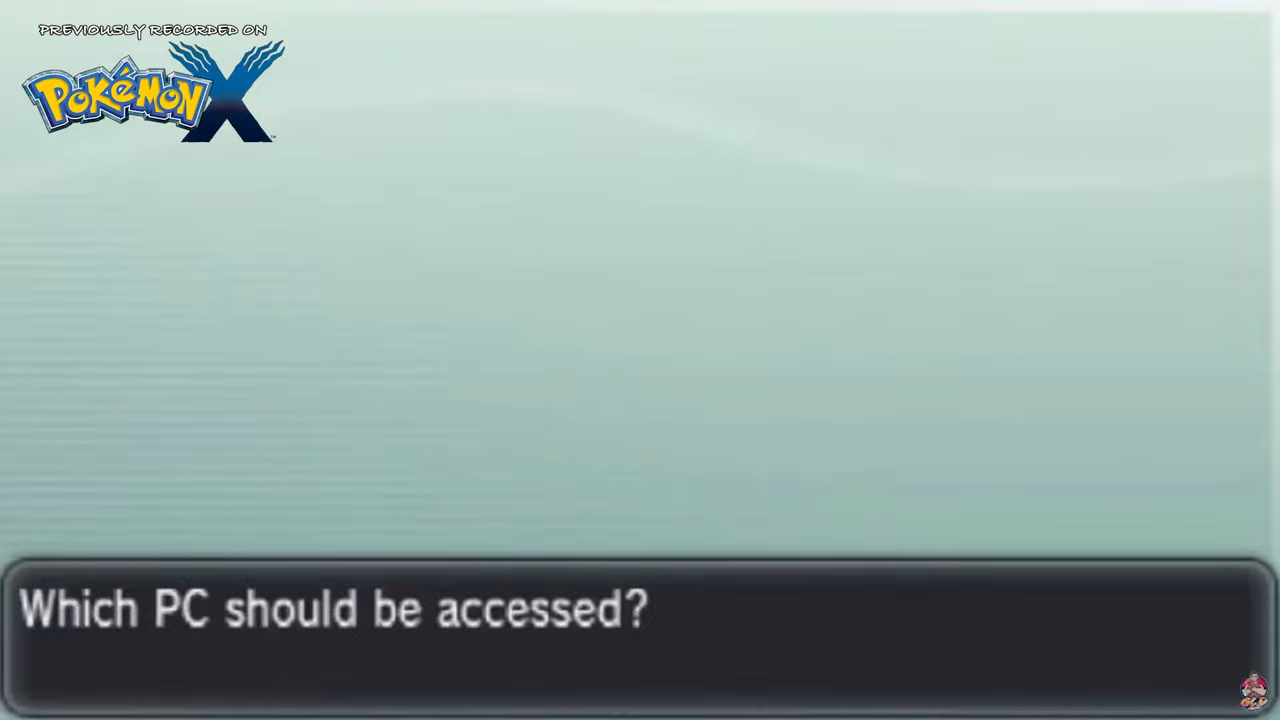 PREVIOUSLY RECORDED ON
POKéMON X
Which PC should be accessed?